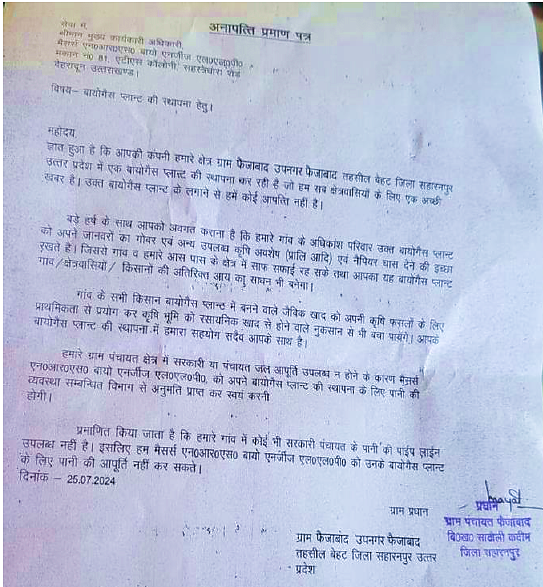 अनापत्ति प्रमाण पत्र
सेवा में,
श्रीमान मुख्य कार्यकारी अधिकारी,
मैसर्स एन0आर0एस0 बायो एनर्जीज एल0एल0पी0
मकान न0 81, एटीएस कॉलोनी, सहस्त्रधारा रोड
देहरादून उत्तराखण्ड।
विषय– बायोगैस प्लान्ट की स्थापना हेतु।
महोदय
ज्ञात हुआ है कि आपकी कंपनी हमारे क्षेत्र ग्राम फैजाबाद उपनगर फैजाबाद तहसील बेहट जिला सहारनपुर
उत्तर प्रदेश में एक बायोगैस प्लान्ट की स्थापना कर रही है जो हम सब क्षेत्रवासियों के लिए एक अच्छी
खबर है। उक्त बायोगैस प्लान्ट के लगाने से हमें कोई आपत्ति नहीं है।
बड़े हर्ष के साथ आपको अवगत कराना है कि हमारे गांव के अधिकांश परिवार उक्त बायोगैस प्लान्ट
को अपने जानवरों का गोबर एवं अन्य उपलब्ध कृषि अवशेष (प्रालि आदि) एवं नैपियर घास देने की इच्छा
रखते है। जिससे गांव व हमारे आस पास के क्षेत्र में साफ सफाई रह सके तथा आपका यह बायोगैस प्लान्ट
गांव/क्षेत्रवासियों/ किसानों की अतिरिक्त आय का साधन भी बनेगा।
गांव के सभी किसान बायोगैस प्लान्ट में बनने वाले जैविक खाद को अपनी कृषि फसलों के लिए
प्राथमिकता से प्रयोग कर कृषि भूमि को रसायनिक खाद से होने वाले नुकसान से भी बचा पायेंगे। आपके
बायोगैस प्लान्ट की स्थापना में हमारा सहयोग सदैव आपके साथ है।
हमारे ग्राम पंचायत क्षेत्र में सरकारी या पंचायत जल आपूर्ति उपलब्ध न होने के कारण मैसर्स
एन0आर0एस0 बायो एनर्जीज एल0एल0पी0, को अपने बायोगैस प्लान्ट की स्थापना के लिए पानी की
व्यवस्था सम्बन्धित विभाग से अनुमति प्राप्त कर स्वयं करनी
होगी।
प्रमाणित किया जाता है कि हमारे गांव में कोई भी सरकारी पंचायत के पानी की पाईप लाईन
उपलब्ध नहीं है। इसलिए हम मैसर्स एन0आर0एस0 बायो एनर्जीज एल0एल0पी0 को उनके बायोगैस प्लान्ट
के लिए पानी की आपूर्ति नहीं कर सकते।
दिनांक – 25.07.2024
ग्राम प्रधान
ग्राम फैजाबाद उपनगर फैजाबाद
तहसील बेहट जिला सहारनपुर उत्तर
प्रदेश
प्रधान
ग्राम पंचायत फैजाबाद
वि०ख० साढौली कदीम
जिला सहारनपुर